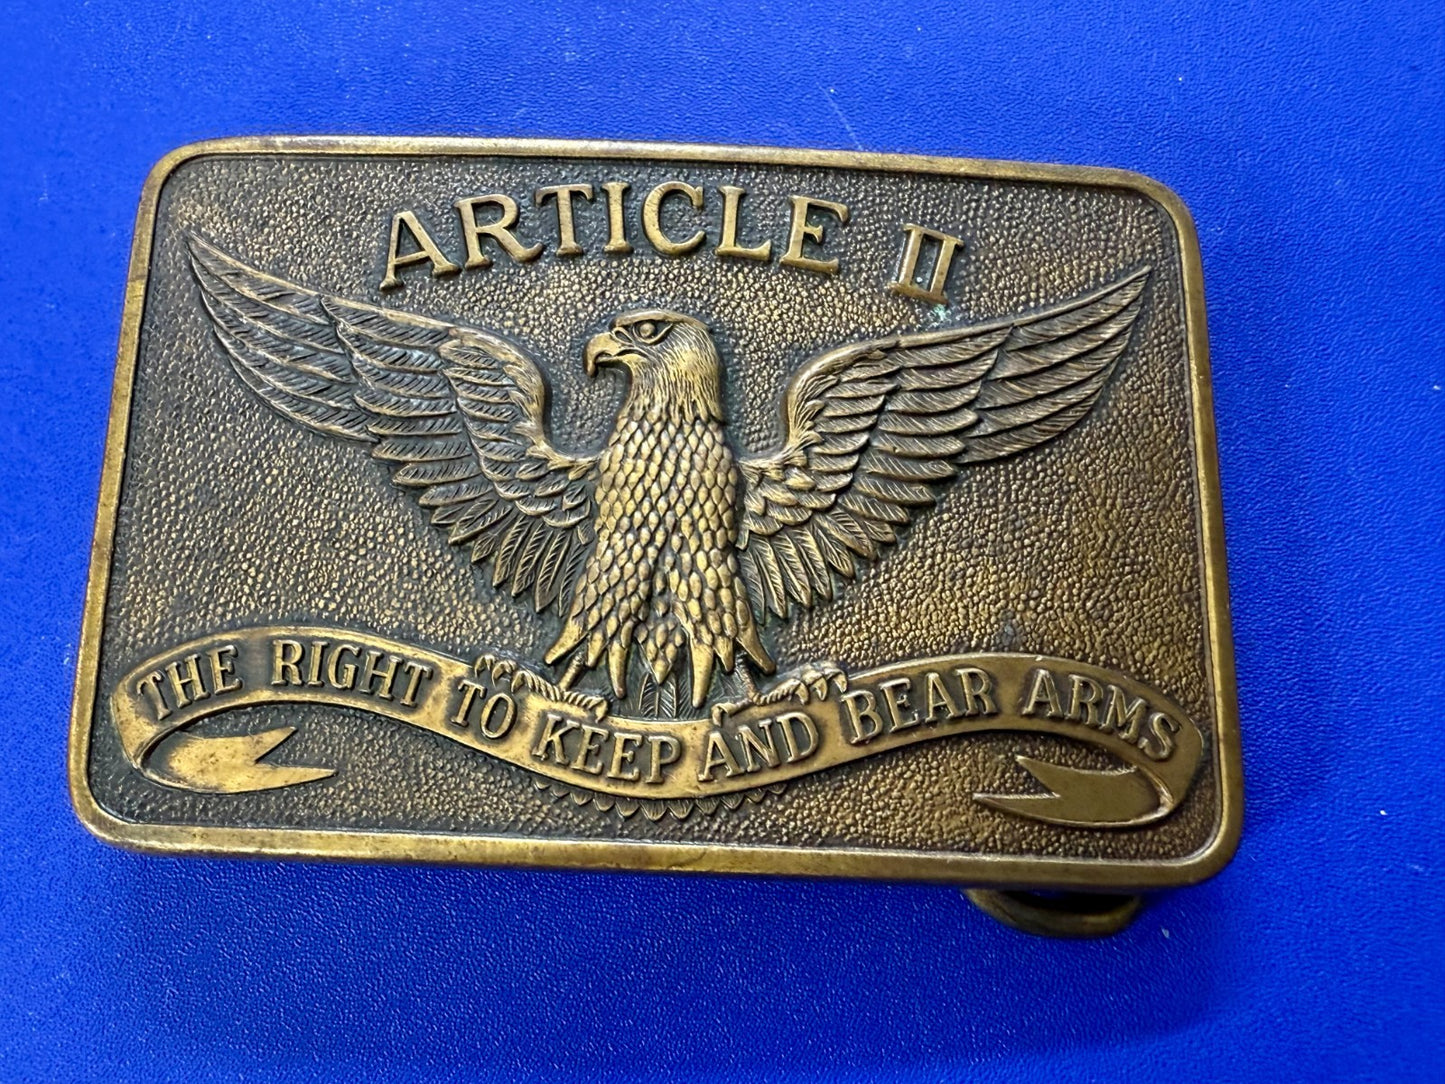 ARTICLE II
THE RIGHT TO KEEP AND BEAR ARMS